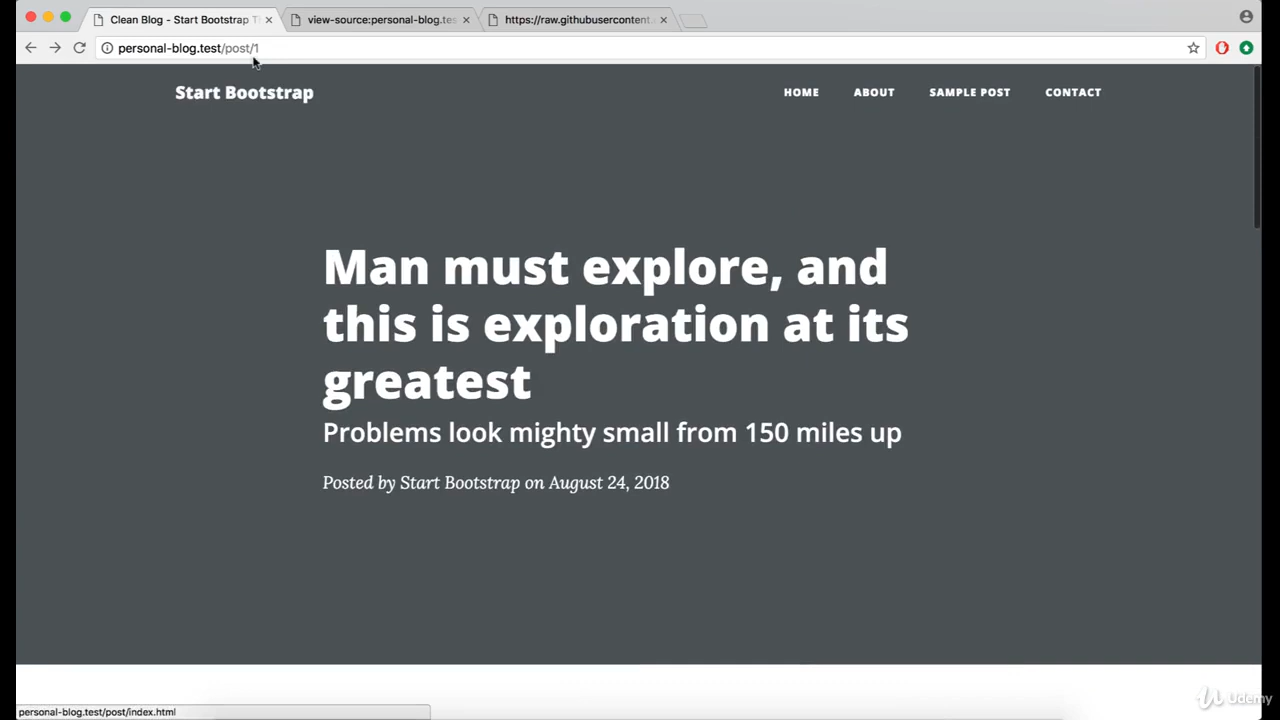 Clean Blog - Start Bootstrap Th
view-source:personal-blog.tes
https://raw.githubusercontent.
personal-blog.test/post/1
Start Bootstrap
HOME
ABOUT
SAMPLE POST
CONTACT
Man must explore, and
this is exploration at its
greatest
Problems look mighty small from 150 miles up
Posted by Start Bootstrap on August 24, 2018
personal-blog.test/post/index.html
Udemy